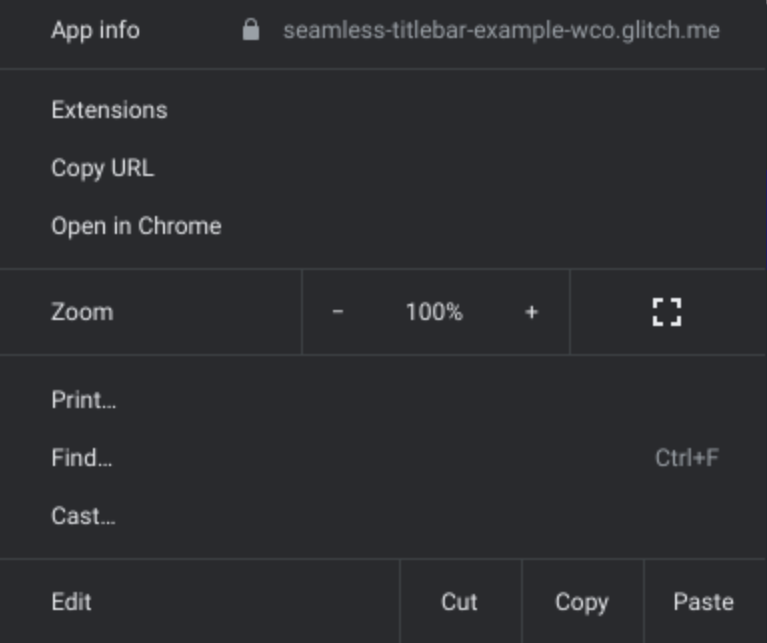 App info seamless-titlebar-example-wco.glitch.me
Extensions
Copy URL
Open in Chrome
Zoom - 100% +
Print…
Find… Ctrl+F
Cast…
Edit Cut Copy Paste